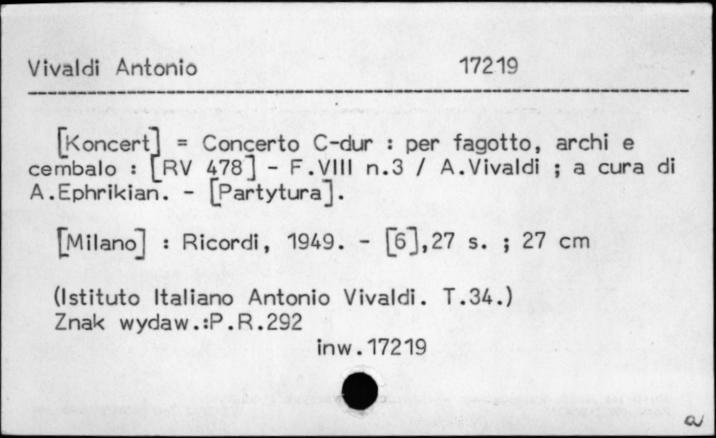 Vivaldi Antonio 17219
[Koncert] = Concerto C-dur : per fagotto, archi e
cembalo : [RV 478] - F.VIII n.3 / A.Vivaldi ; a cura di
A.Ephrikian. - [Partytura].
[Milano] : Ricordi, 1949. - [6],27 s. ; 27 cm
(Istituto Italiano Antonio Vivaldi. T.34.)
Znak wydaw.:P.R.292
inw.17219